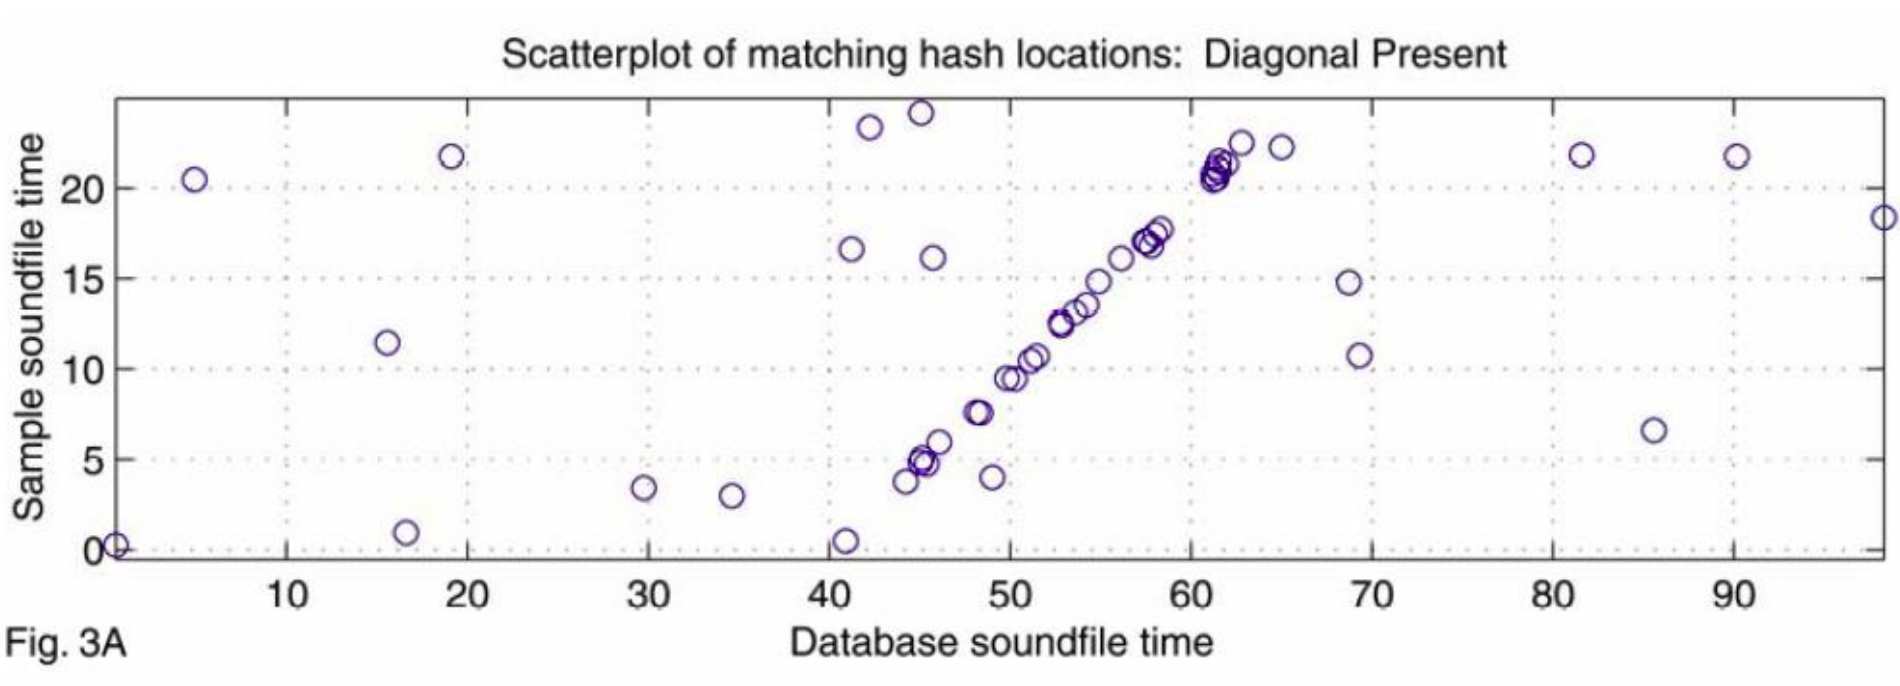 Scatterplot of matching hash locations: Diagonal Present
Sample soundfile time
20
15
10
5
0
10 20 30 40 50 60 70 80 90
Database soundfile time
Fig. 3A